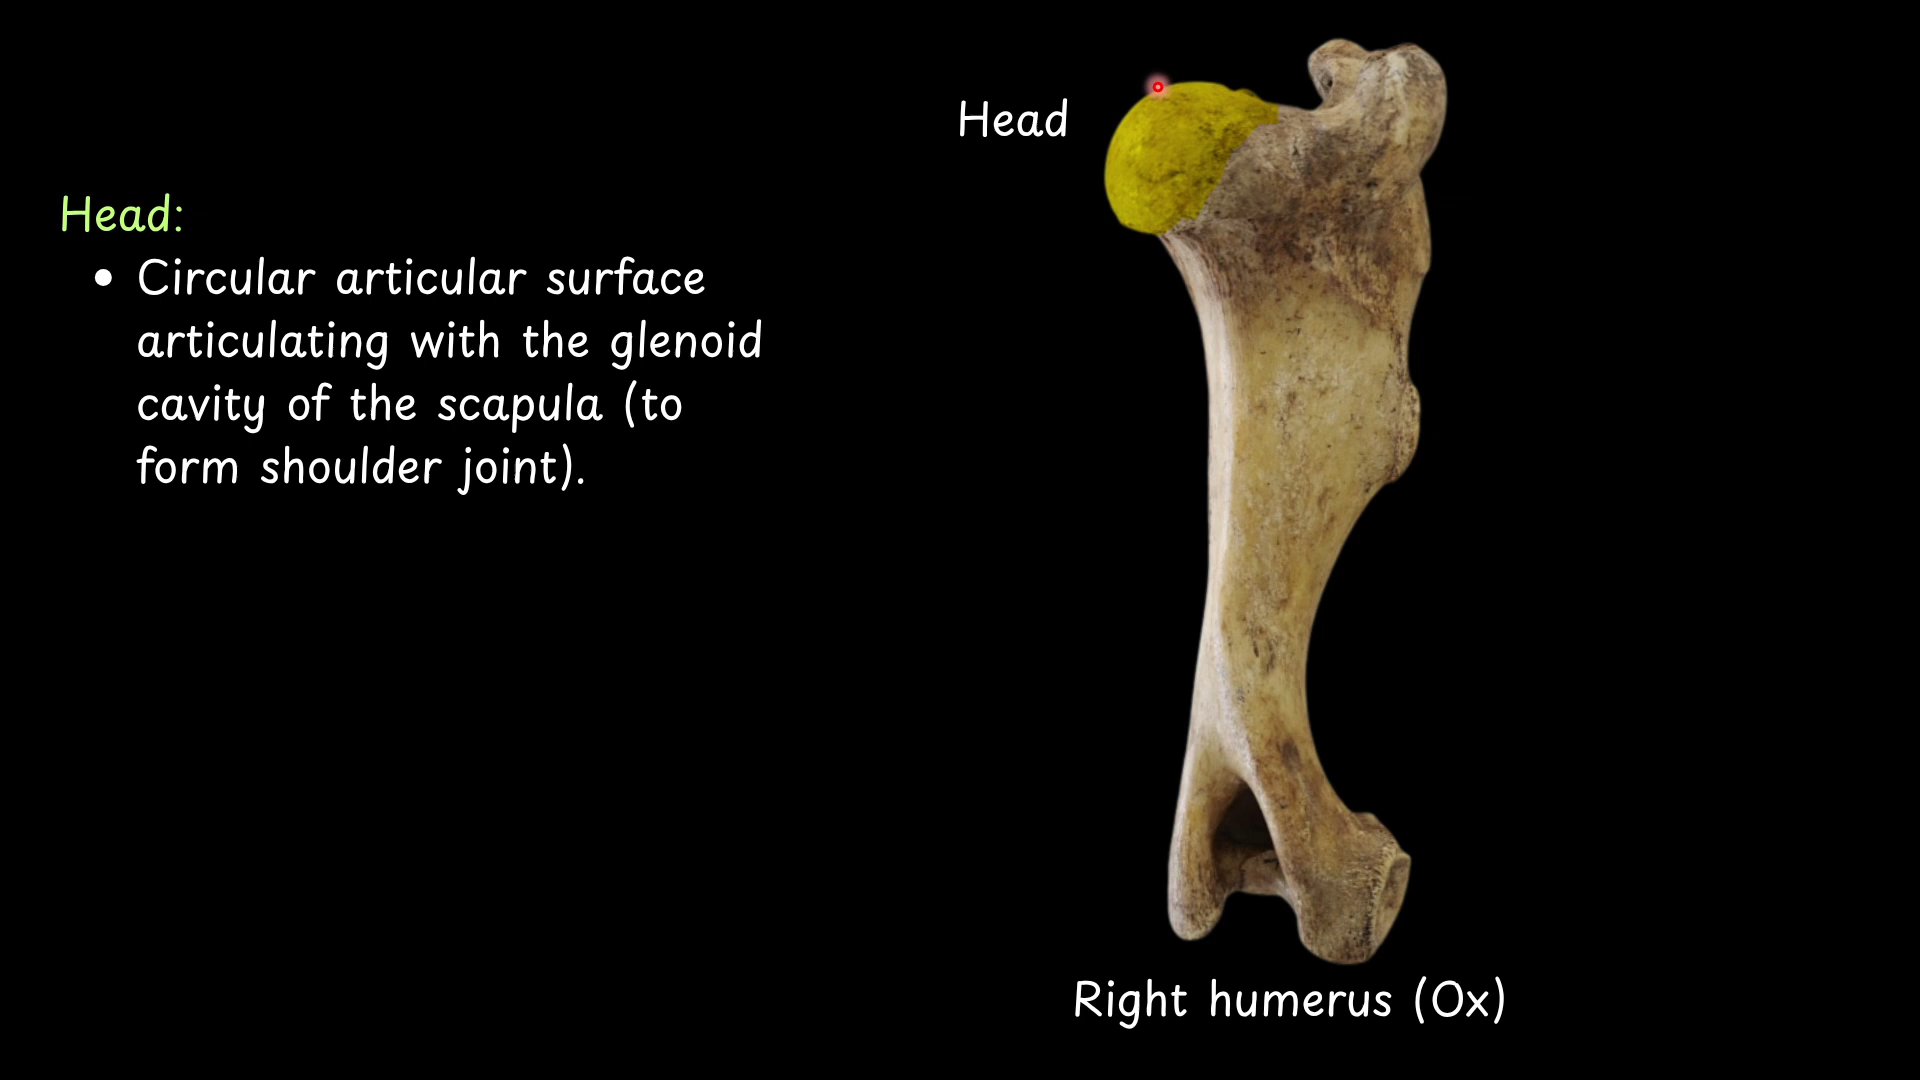 Head
Head:
• Circular articular surface
articulating with the glenoid
cavity of the scapula (to
form shoulder joint).
Right humerus (Ox)